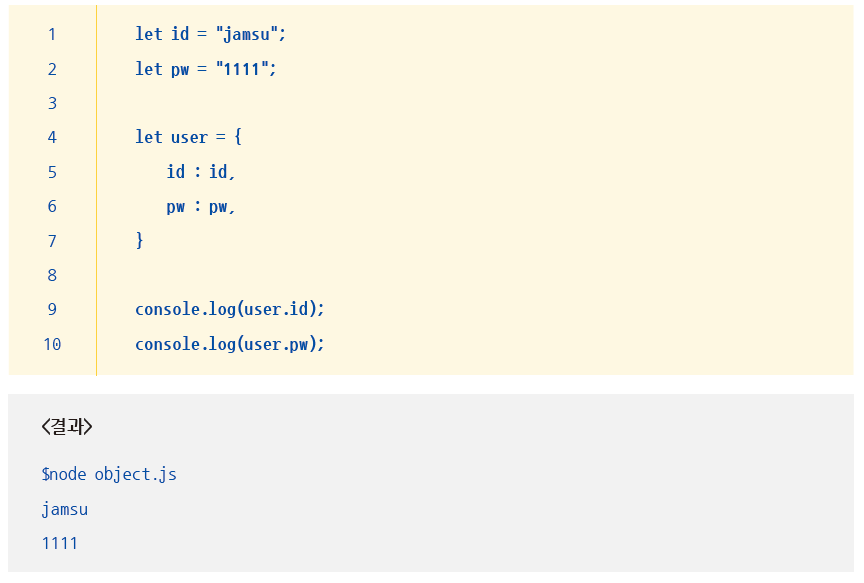 1 let id = "jamsu";
2 let pw = "1111";
3
4 let user = {
5 id : id,
6 pw : pw,
7 }
8
9 console.log(user.id);
10 console.log(user.pw);
<결과>
$node object.js
jamsu
1111